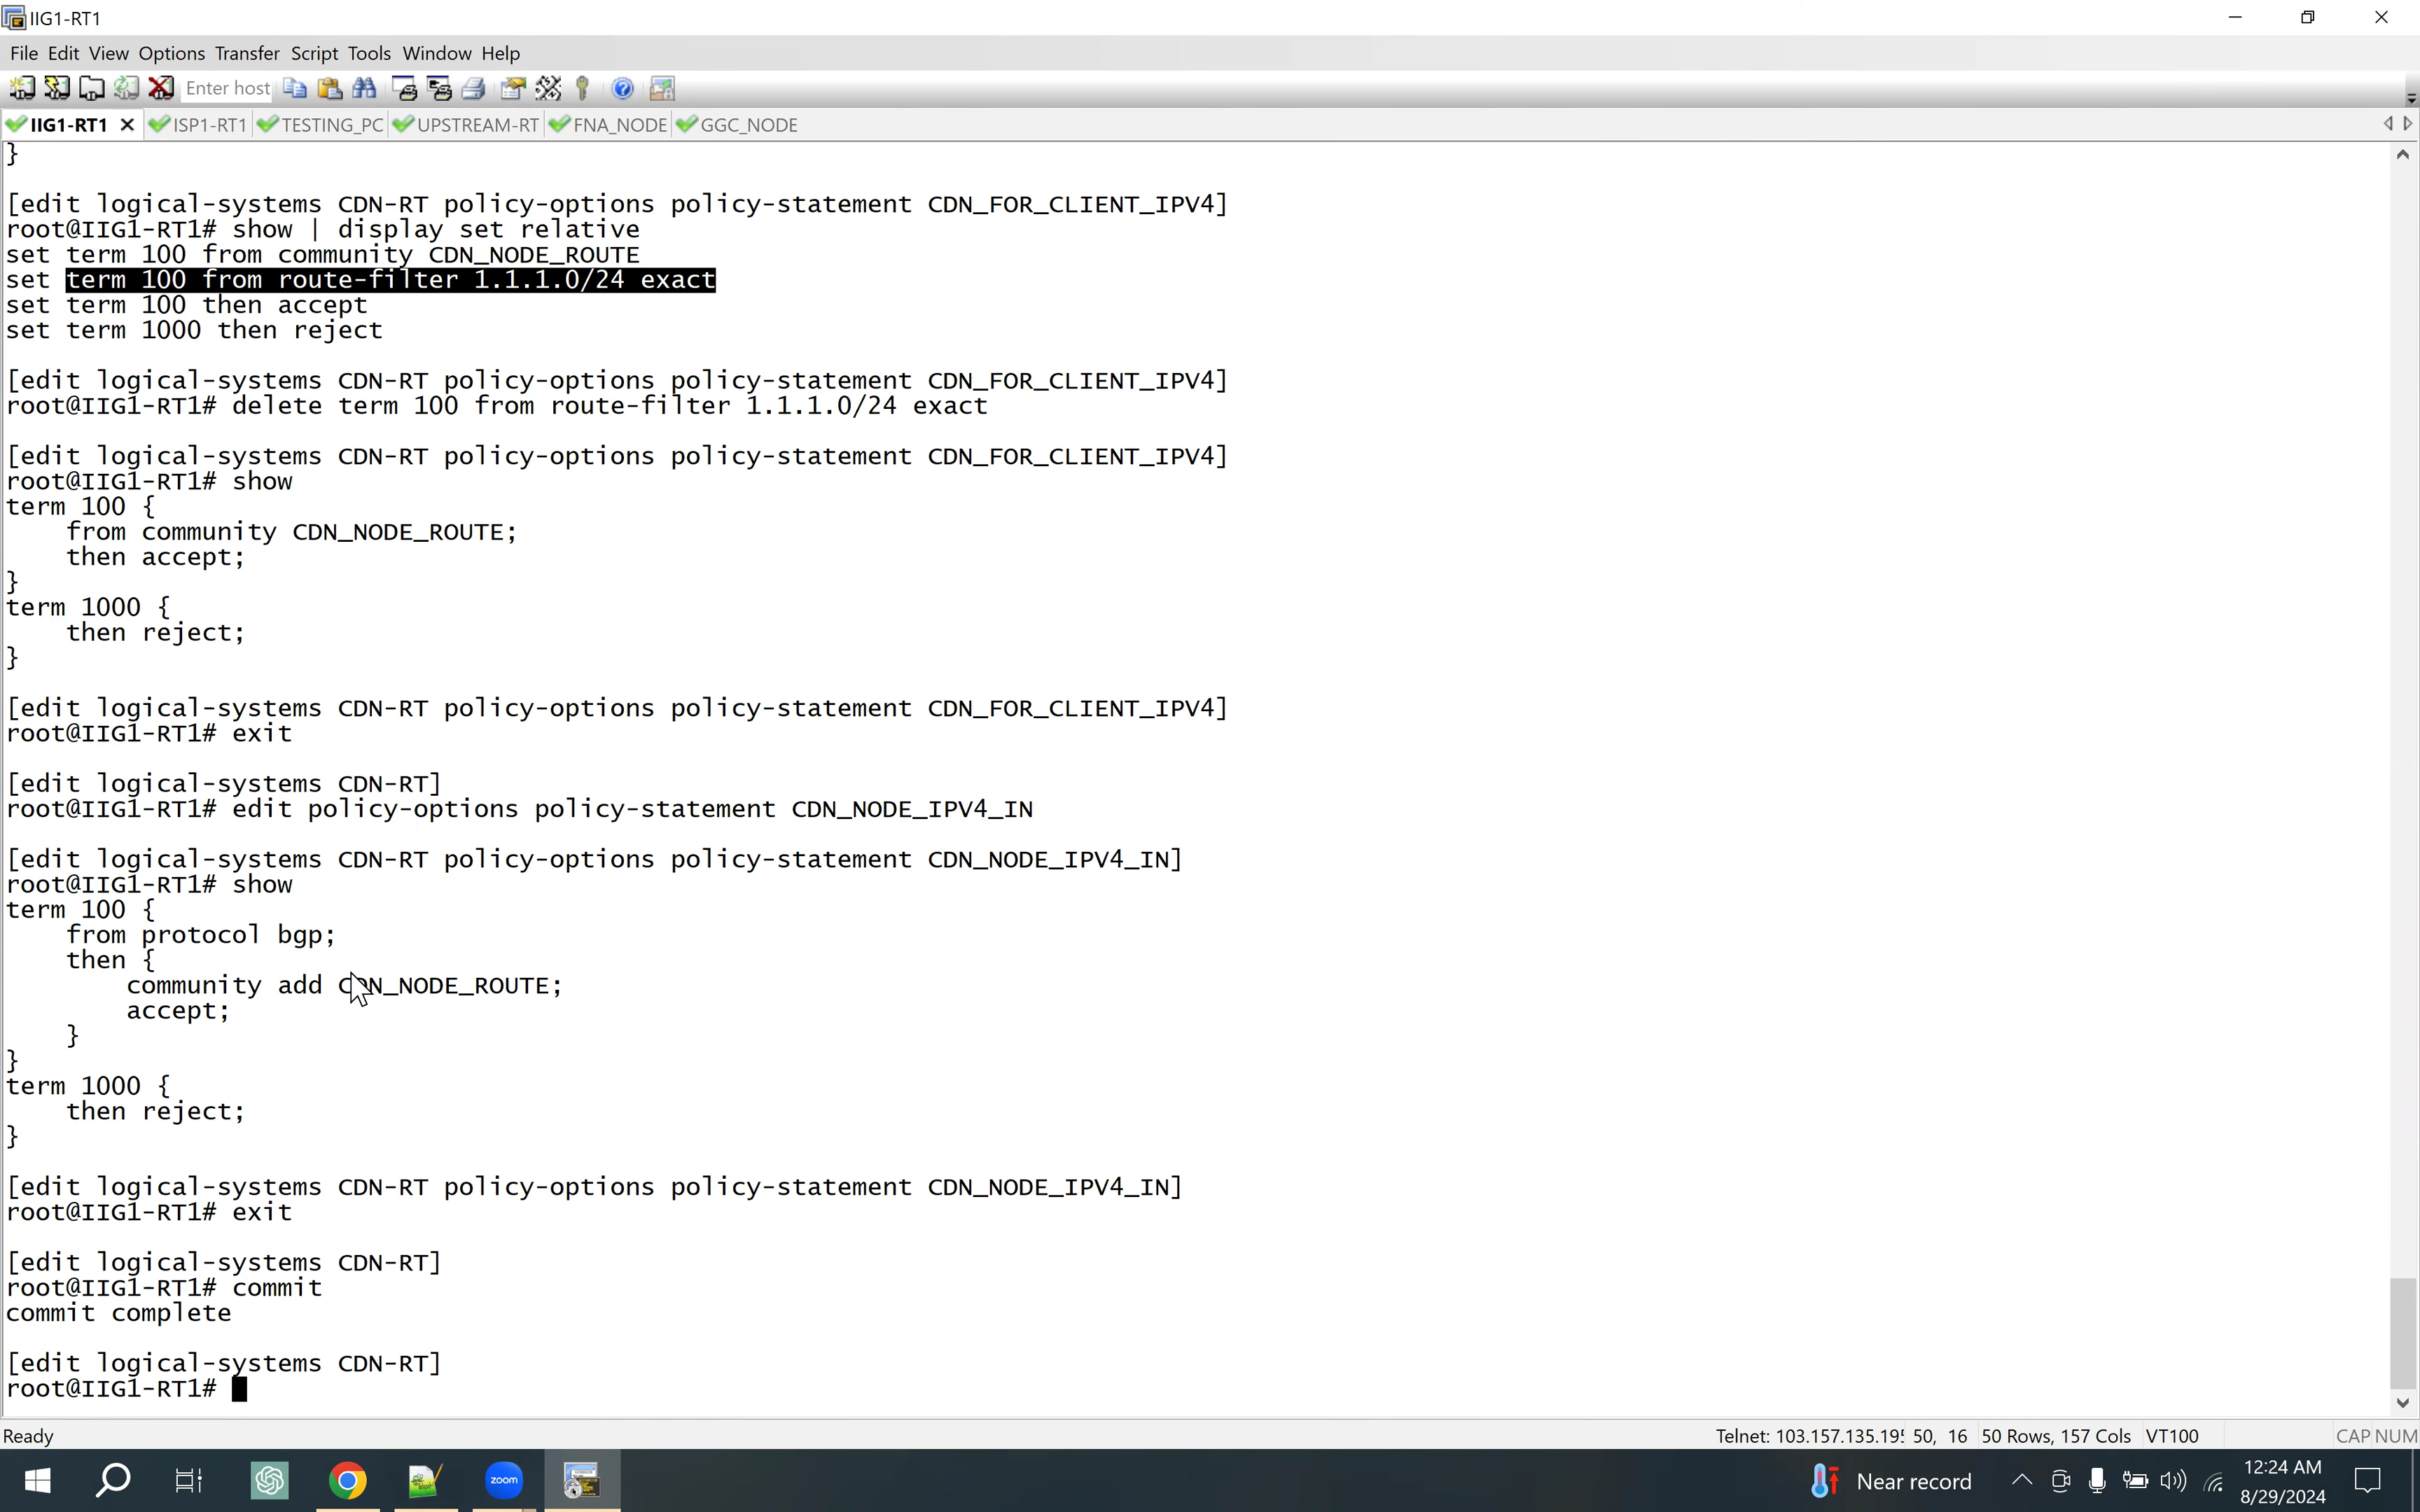 IIG1-RT1
File Edit View Options Transfer Script Tools Window Help
Enter host
IIG1-RT1 ISP1-RT1 TESTING_PC UPSTREAM-RT FNA_NODE GGC_NODE
}
[edit logical-systems CDN-RT policy-options policy-statement CDN_FOR_CLIENT_IPV4]
root@IIG1-RT1# show | display set relative
set term 100 from community CDN_NODE_ROUTE
set term 100 from route-filter 1.1.1.0/24 exact
set term 100 then accept
set term 1000 then reject
[edit logical-systems CDN-RT policy-options policy-statement CDN_FOR_CLIENT_IPV4]
root@IIG1-RT1# delete term 100 from route-filter 1.1.1.0/24 exact
[edit logical-systems CDN-RT policy-options policy-statement CDN_FOR_CLIENT_IPV4]
root@IIG1-RT1# show
term 100 {
    from community CDN_NODE_ROUTE;
    then accept;
}
term 1000 {
    then reject;
}
[edit logical-systems CDN-RT policy-options policy-statement CDN_FOR_CLIENT_IPV4]
root@IIG1-RT1# exit
[edit logical-systems CDN-RT]
root@IIG1-RT1# edit policy-options policy-statement CDN_NODE_IPV4_IN
[edit logical-systems CDN-RT policy-options policy-statement CDN_NODE_IPV4_IN]
root@IIG1-RT1# show
term 100 {
    from protocol bgp;
    then {
        community add CDN_NODE_ROUTE;
        accept;
    }
}
term 1000 {
    then reject;
}
[edit logical-systems CDN-RT policy-options policy-statement CDN_NODE_IPV4_IN]
root@IIG1-RT1# exit
[edit logical-systems CDN-RT]
root@IIG1-RT1# commit
commit complete
[edit logical-systems CDN-RT]
root@IIG1-RT1#
Ready Telnet: 103.157.135.195 50, 16 50 Rows, 157 Cols VT100 CAP NUM
zoom Near record 12:24 AM
8/29/2024